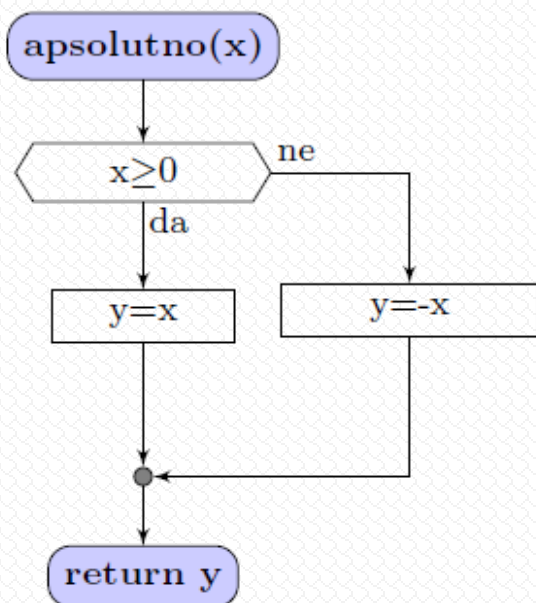 apsolutno(x)
x≥0
ne
da
y=x
y=-x
return y